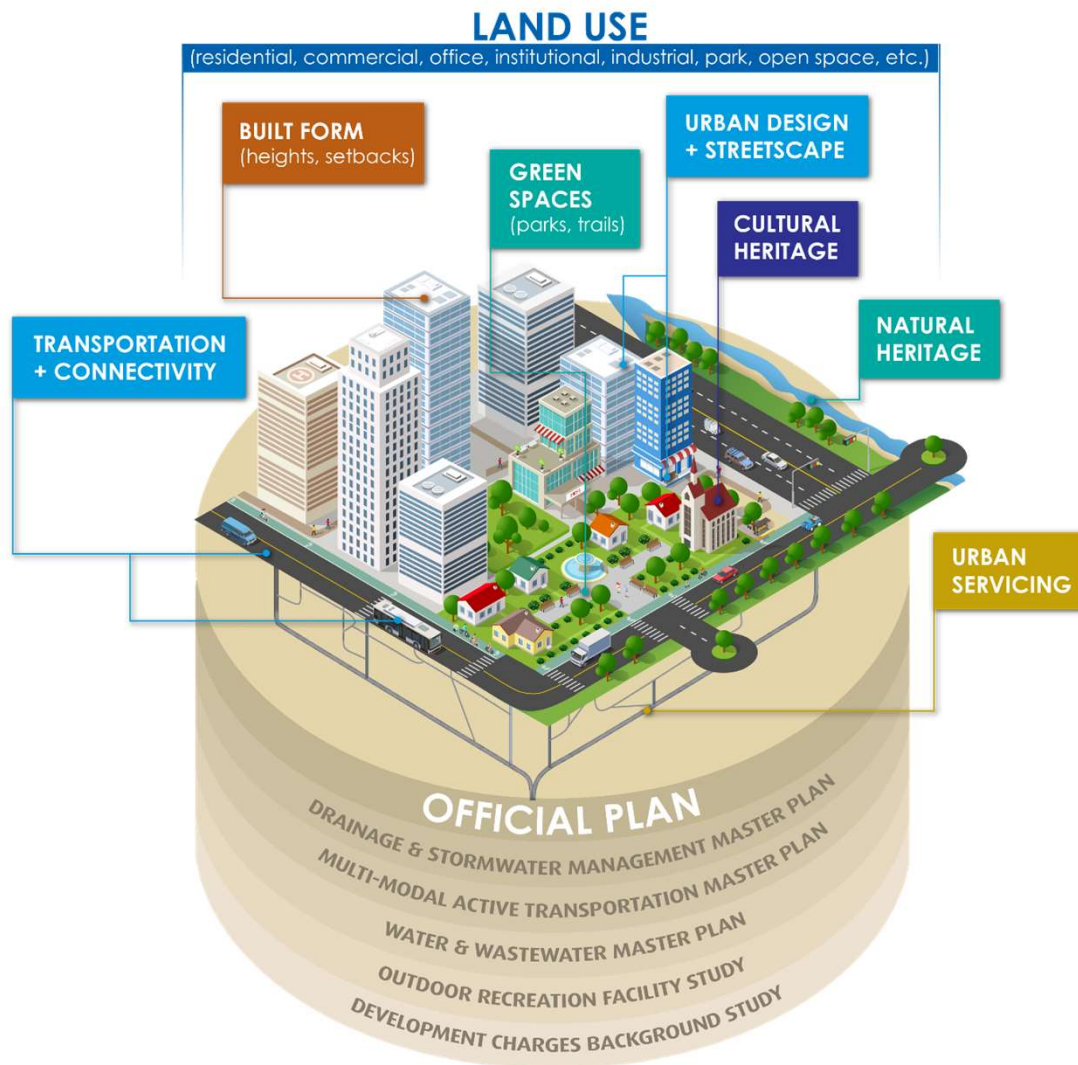 LAND USE
(residential, commercial, office, institutional, industrial, park, open space, etc.)
BUILT FORM
(heights, setbacks)
URBAN DESIGN
+ STREETSCAPE
GREEN
SPACES
(parks, trails)
CULTURAL
HERITAGE
TRANSPORTATION
+ CONNECTIVITY
NATURAL
HERITAGE
URBAN
SERVICING
OFFICIAL PLAN
DRAINAGE & STORMWATER MANAGEMENT MASTER PLAN
MULTI-MODAL ACTIVE TRANSPORTATION MASTER PLAN
WATER & WASTEWATER MASTER PLAN
OUTDOOR RECREATION FACILITY STUDY
DEVELOPMENT CHARGES BACKGROUND STUDY